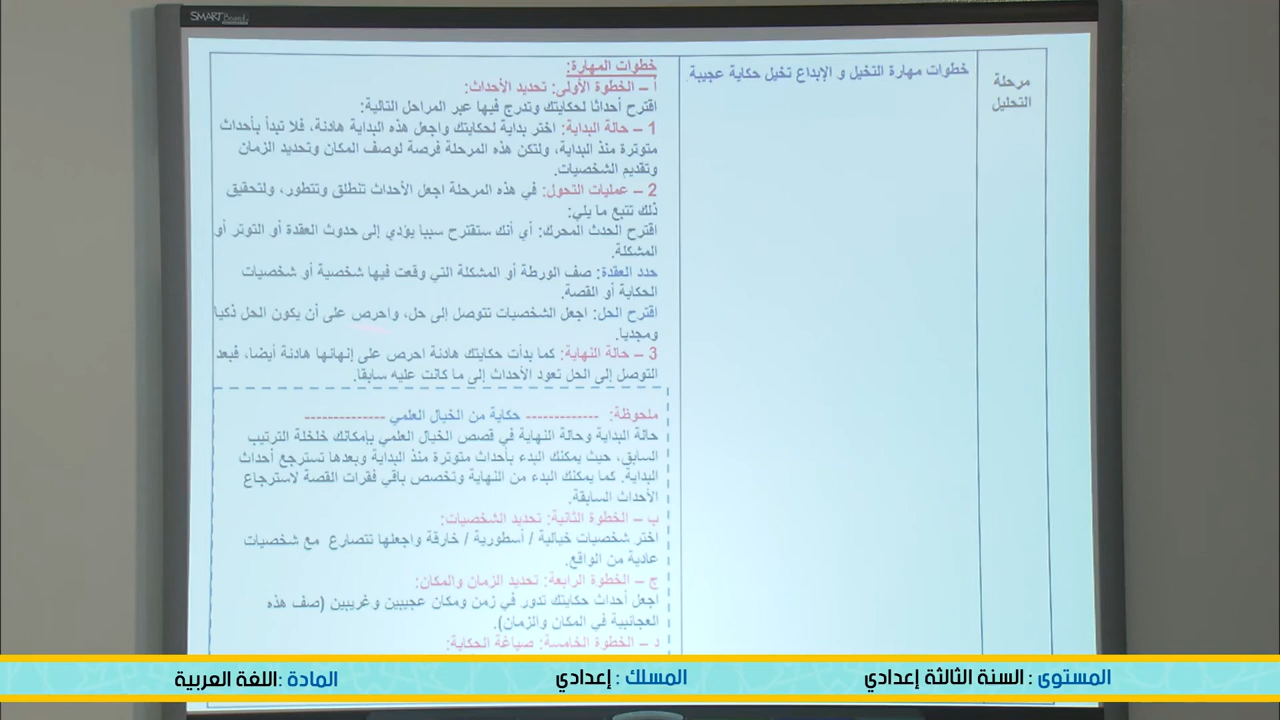 SMART Board
مرحلة
التحليل
خطوات مهارة التخيل و الإبداع تخيل حكاية عجيبة
خطوات المهارة:
أ – الخطوة الأولى: تحديد الأحداث:
اقترح أحداثا لحكايتك وتدرج فيها عبر المراحل التالية:
1 – حالة البداية: اختر بداية لحكايتك واجعل هذه البداية هادئة، فلا تبدأ بأحداث
متوترة منذ البداية، ولتكن هذه المرحلة فرصة لوصف المكان وتحديد الزمان
وتقديم الشخصيات.
2 – عمليات التحول: في هذه المرحلة اجعل الأحداث تنطلق وتتطور، ولتحقيق
ذلك تتبع ما يلي:
اقترح الحدث المحرك: أي أنك ستقترح سببا يؤدي إلى حدوث العقدة أو التوتر أو
المشكلة.
حدد العقدة: صف الورطة أو المشكلة التي وقعت فيها شخصية أو شخصيات
الحكاية أو القصة.
اقترح الحل: اجعل الشخصيات تتوصل إلى حل، واحرص على أن يكون الحل ذكيا
ومجديا.
3 – حالة النهاية: كما بدأت حكايتك هادئة احرص على إنهائها هادئة أيضا، فبعد
التوصل إلى الحل تعود الأحداث إلى ما كانت عليه سابقا.
ملحوظة: ------------- حكاية من الخيال العلمي --------------
حالة البداية وحالة النهاية في قصص الخيال العلمي بإمكانك خلخلة الترتيب
السابق، حيث يمكنك البدء بأحداث متوترة منذ البداية وبعدها تسترجع أحداث
البداية. كما يمكنك البدء من النهاية وتخصص باقي فقرات القصة لاسترجاع
الأحداث السابقة.
ب – الخطوة الثانية: تحديد الشخصيات:
اختر شخصيات خيالية / أسطورية / خارقة واجعلها تتصارع مع شخصيات
عادية من الواقع.
ج – الخطوة الرابعة: تحديد الزمان والمكان:
اجعل أحداث حكايتك تدور في زمن ومكان عجيبين وغريبين (صف هذه
العجائبية في المكان والزمان).
د – الخطوة الخامسة: صياغة الحكاية:
المستوى : السنة الثالثة إعدادي
المسلك : إعدادي
المادة :اللغة العربية